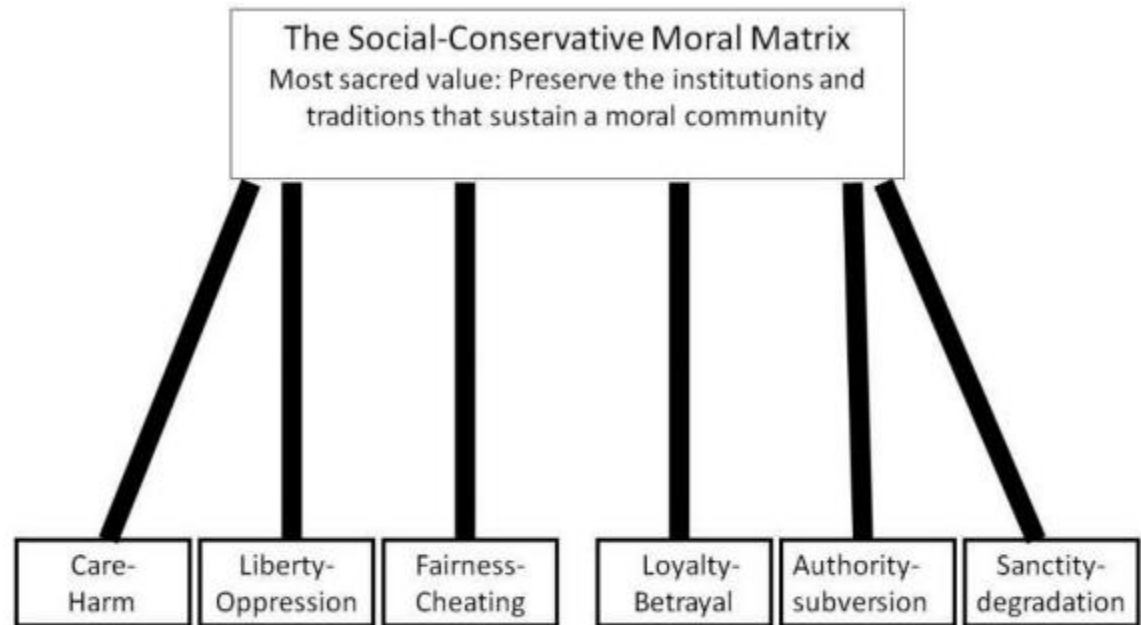 The Social-Conservative Moral Matrix
Most sacred value: Preserve the institutions and
traditions that sustain a moral community
Care-
Harm
Liberty-
Oppression
Fairness-
Cheating
Loyalty-
Betrayal
Authority-
subversion
Sanctity-
degradation